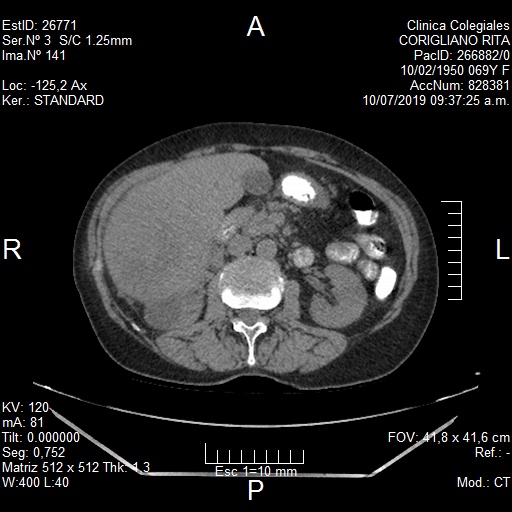 EstID: 26771
Ser.Nº 3 S/C 1.25mm
Ima.Nº 141
Loc: -125,2 Ax
Ker.: STANDARD
A
Clinica Colegiales
CORIGLIANO RITA
PacID: 266882/0
10/02/1950 069Y F
AccNum: 828381
10/07/2019 09:37:25 a.m.
R
L
KV: 120
mA: 81
Tilt: 0.000000
Seg: 0,752
Matriz 512 x 512 Thk: 1.3
W:400 L:40
Esc 1=10 mm
P
FOV: 41,8 x 41,6 cm
Ref.: -
Mod.: CT